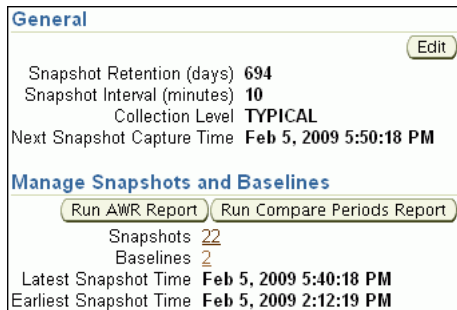 General
Edit
Snapshot Retention (days) 694
Snapshot Interval (minutes) 10
Collection Level TYPICAL
Next Snapshot Capture Time Feb 5, 2009 5:50:18 PM
Manage Snapshots and Baselines
Run AWR Report Run Compare Periods Report
Snapshots 22
Baselines 2
Latest Snapshot Time Feb 5, 2009 5:40:18 PM
Earliest Snapshot Time Feb 5, 2009 2:12:19 PM